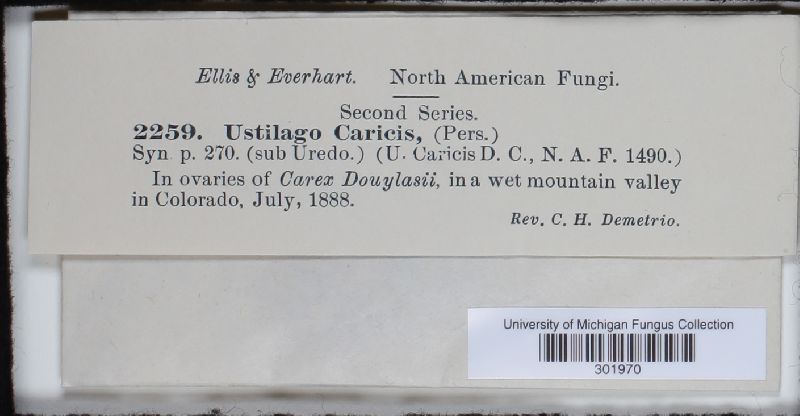 Ellis & Everhart. North American Fungi.
Second Series.
2259. Ustilago Caricis, (Pers.)
Syn. p. 270. (sub Uredo.) (U. Caricis D. C., N. A. F. 1490.)
In ovaries of Carex Douylasii, in a wet mountain valley
in Colorado, July, 1888.
Rev. C. H. Demetrio.
University of Michigan Fungus Collection
301970